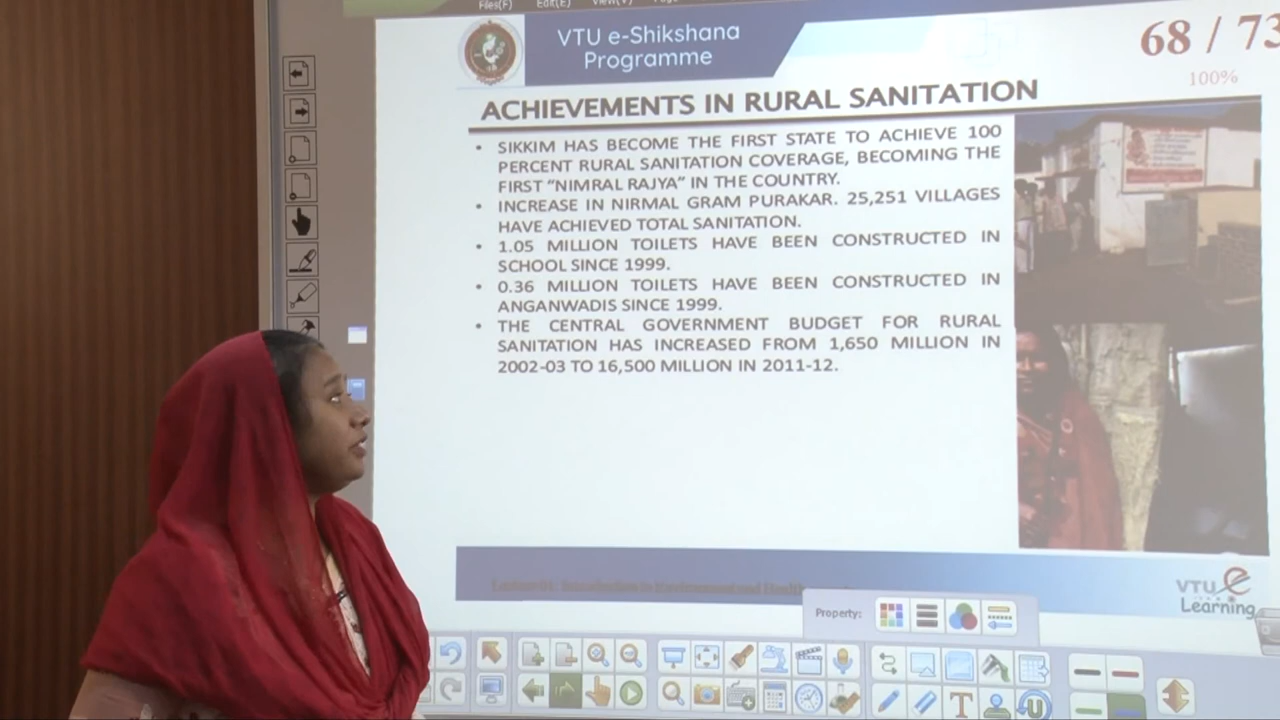 Files(F) Edit(E) View(V)
VTU e-Shikshana
Programme
68 / 73
100%
ACHIEVEMENTS IN RURAL SANITATION
• SIKKIM HAS BECOME THE FIRST STATE TO ACHIEVE 100
PERCENT RURAL SANITATION COVERAGE, BECOMING THE
FIRST “NIMRAL RAJYA” IN THE COUNTRY.
• INCREASE IN NIRMAL GRAM PURAKAR. 25,251 VILLAGES
HAVE ACHIEVED TOTAL SANITATION.
• 1.05 MILLION TOILETS HAVE BEEN CONSTRUCTED IN
SCHOOL SINCE 1999.
• 0.36 MILLION TOILETS HAVE BEEN CONSTRUCTED IN
ANGANWADIS SINCE 1999.
• THE CENTRAL GOVERNMENT BUDGET FOR RURAL
SANITATION HAS INCREASED FROM 1,650 MILLION IN
2002-03 TO 16,500 MILLION IN 2011-12.
VTU e
Learning
Property: